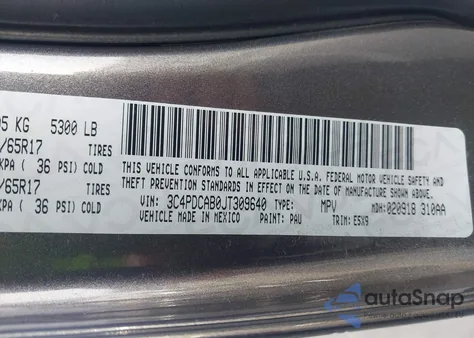 95 KG 5300 LB
/65R17 TIRES
KPA ( 36 PSI) COLD
/65R17 TIRES
KPA ( 36 PSI) COLD
THIS VEHICLE CONFORMS TO ALL APPLICABLE U.S.A. FEDERAL MOTOR VEHICLE SAFETY, BUMPER, AND
THEFT PREVENTION STANDARDS IN EFFECT ON THE DATE OF MANUFACTURE SHOWN ABOVE.
VIN: 3C4PDCAB0JT309640 TYPE: MPV MDH: 020918 310AA
VEHICLE MADE IN MEXICO PAINT: PAU TRIM: E5X9
autoSnap